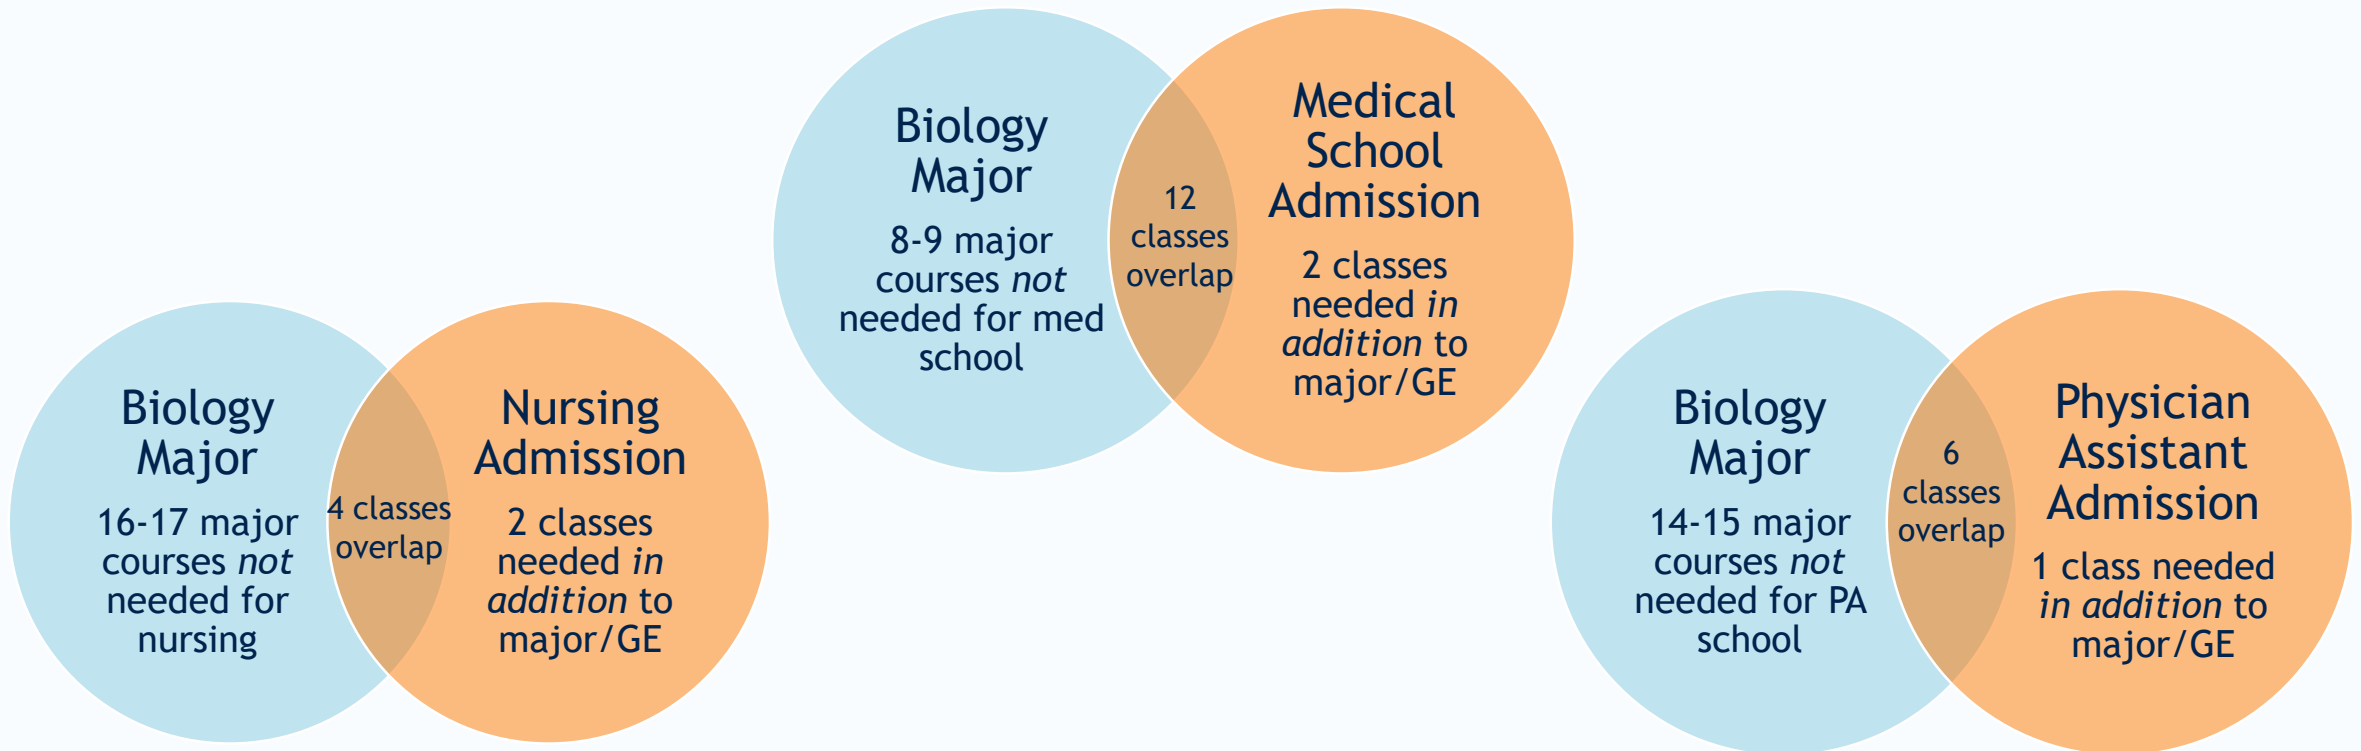 Biology
Major
16-17 major
courses not
needed for
nursing
4 classes
overlap
Nursing
Admission
2 classes
needed in
addition to
major/GE
Biology
Major
8-9 major
courses not
needed for med
school
12
classes
overlap
Medical
School
Admission
2 classes
needed in
addition to
major/GE
Biology
Major
14-15 major
courses not
needed for PA
school
6
classes
overlap
Physician
Assistant
Admission
1 class needed
in addition to
major/GE